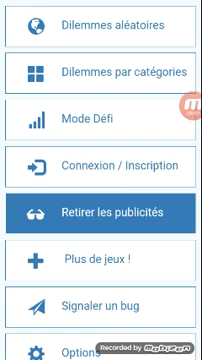 Dilemmes aléatoires
Dilemmes par catégories
Mode Défi
Connexion / Inscription
Retirer les publicités
Plus de jeux !
Signaler un bug
Options
Recorded by Mobizen